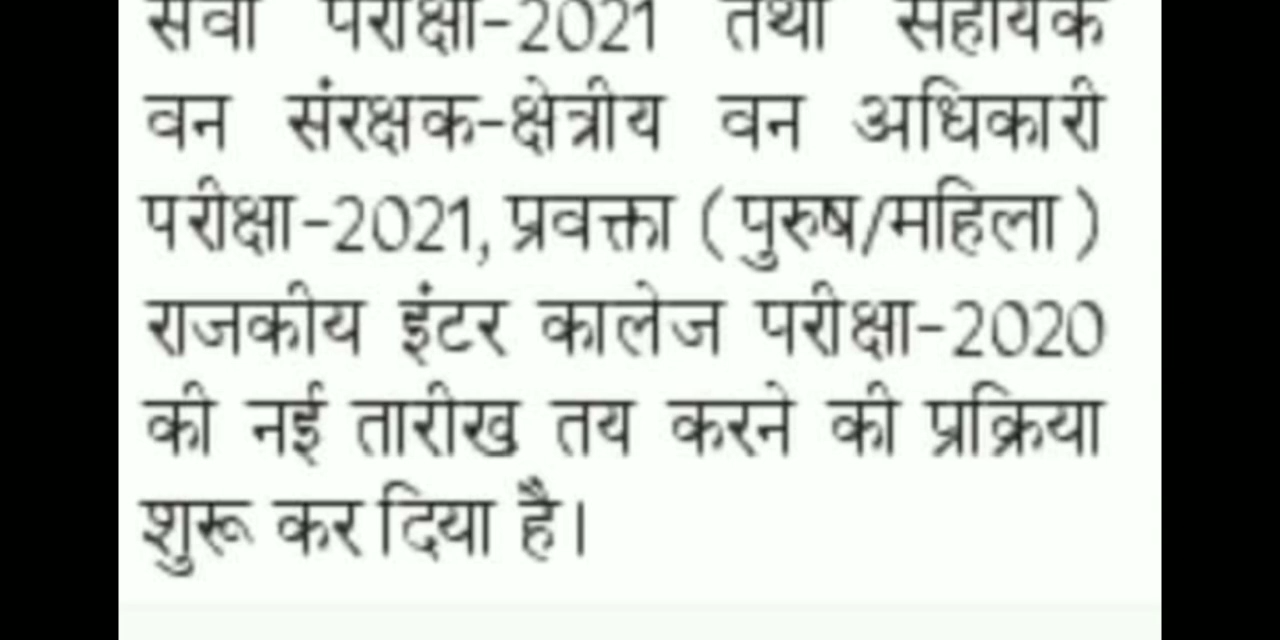 सेवा परीक्षा-2021 तथा सहायक
वन संरक्षक-क्षेत्रीय वन अधिकारी
परीक्षा-2021, प्रवक्ता (पुरुष/महिला)
राजकीय इंटर कालेज परीक्षा-2020
की नई तारीख तय करने की प्रक्रिया
शुरू कर दिया है।